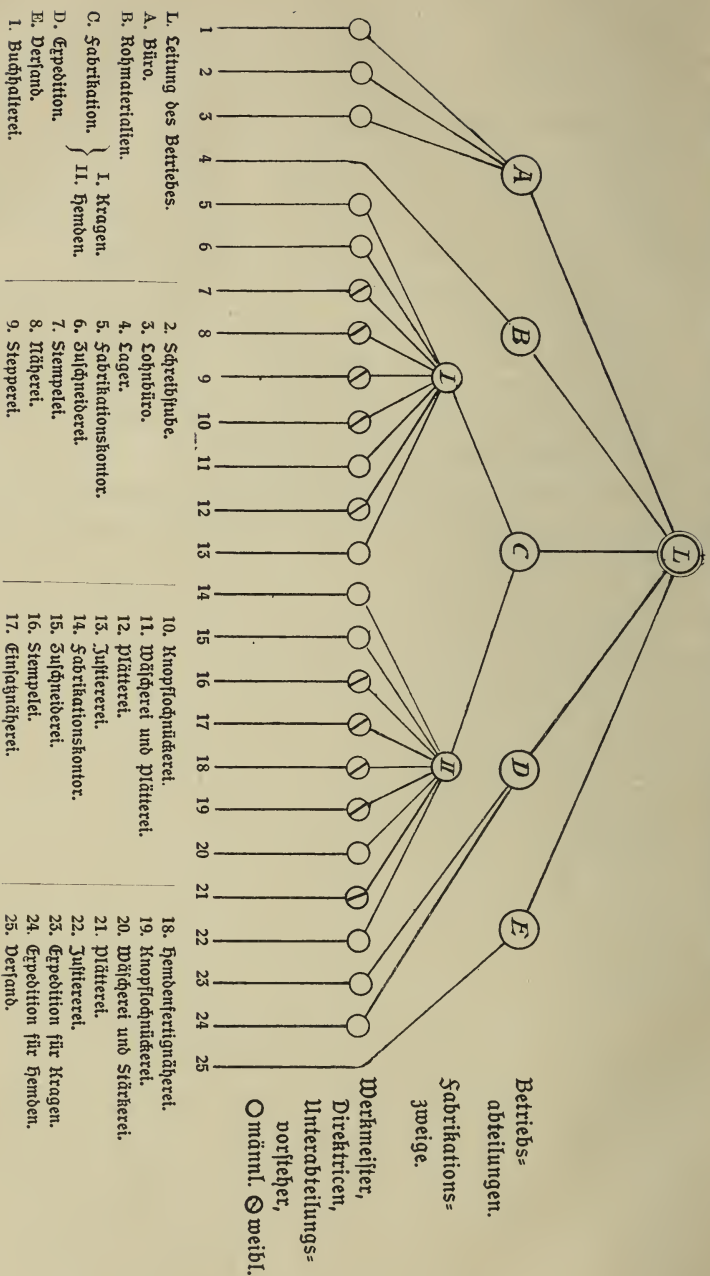 L
A
B
C
D
E
Betriebs=
abteilungen.
I
II
Fabrikations=
zweige.
Werkmeister,
Direktricen,
Unterabteilungs=
vorsteher,
männl. weibl.
1 2 3 4 5 6 7 8 9 10 11 12 13 14 15 16 17 18 19 20 21 22 23 24 25
L. Leitung des Betriebes.
A. Büro.
B. Rohmaterialien.
C. Fabrikation. } I. Kragen.
II. Hemden.
D. Expedition.
E. Versand.
1. Buchhalterei.
2. Schreibstube.
3. Lohnbüro.
4. Lager.
5. Fabrikationskontor.
6. Zuschneiderei.
7. Stempelei.
8. Näherei.
9. Stepperei.
10. Knopflochnückerei.
11. Wäscherei und Plätterei.
12. Plätterei.
13. Justiererei.
14. Fabrikationskontor.
15. Zuschneiderei.
16. Stempelei.
17. Einsatznäherei.
18. Hemdenfertignäherei.
19. Knopflochnückerei.
20. Wäscherei und Stärkerei.
21. Plätterei.
22. Justiererei.
23. Expedition für Kragen.
24. Expedition für Hemden.
25. Versand.